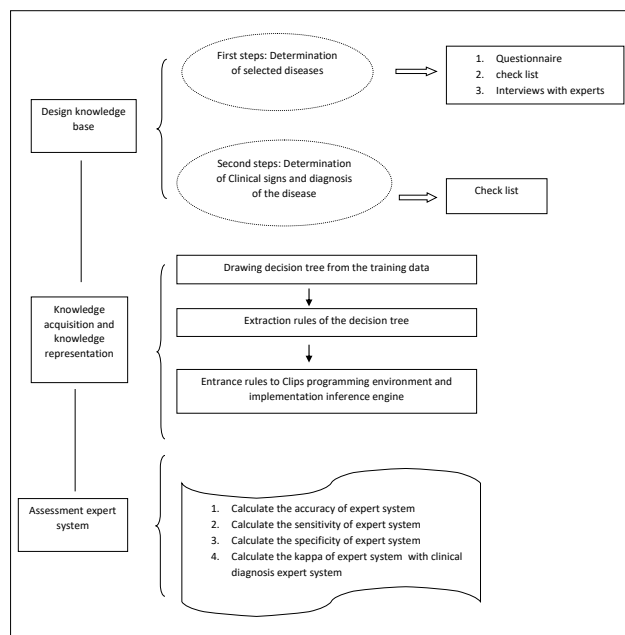 First steps: Determination
of selected diseases
1. Questionnaire
2. check list
3. Interviews with experts
Design knowledge
base
Second steps: Determination
of Clinical signs and diagnosis
of the disease
Check list
Drawing decision tree from the training data
Knowledge
acquisition and
knowledge
representation
Extraction rules of the decision tree
Entrance rules to Clips programming environment and
implementation inference engine
Assessment expert
system
1. Calculate the accuracy of expert system
2. Calculate the sensitivity of expert system
3. Calculate the specificity of expert system
4. Calculate the kappa of expert system with clinical
diagnosis expert system